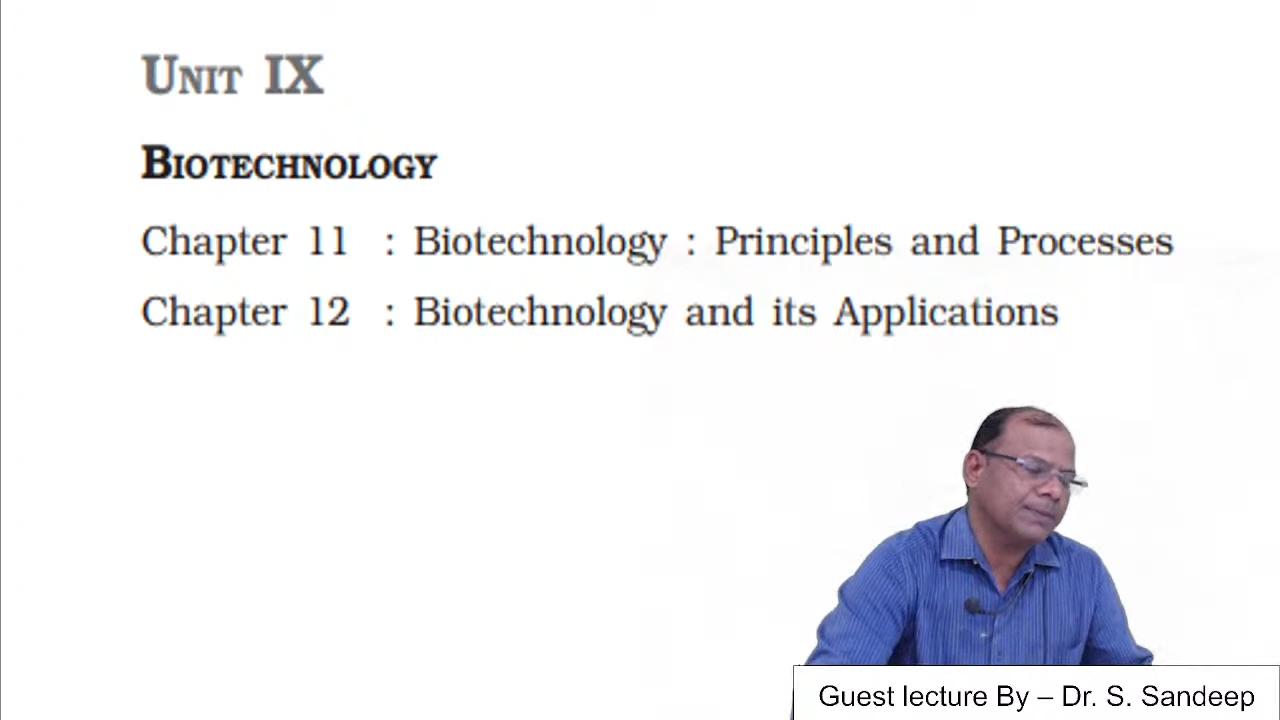 UNIT IX
BIOTECHNOLOGY
Chapter 11 : Biotechnology : Principles and Processes
Chapter 12 : Biotechnology and its Applications
Guest lecture By – Dr. S. Sandeep